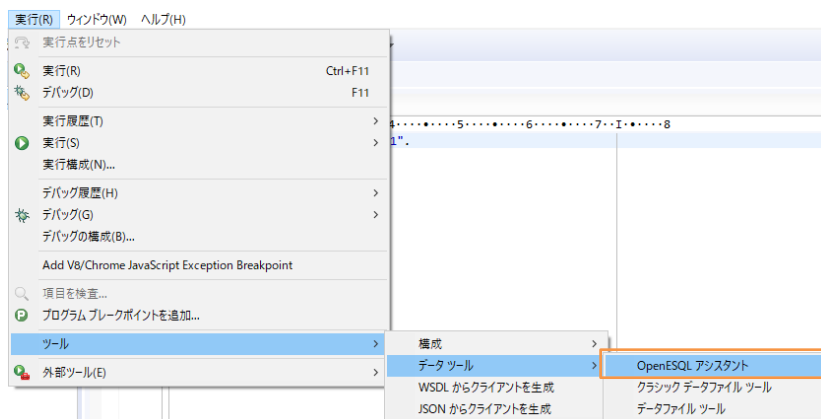 実行(R) ウィンドウ(W) ヘルプ(H)
実行点をリセット
実行(R) Ctrl+F11
デバッグ(D) F11
実行履歴(T)
実行(S)
実行構成(N)...
デバッグ履歴(H)
デバッグ(G)
デバッグの構成(B)...
Add V8/Chrome JavaScript Exception Breakpoint
項目を検査...
プログラム ブレークポイントを追加...
ツール
外部ツール(E)
4····•····5····•····6····•····7··I·•····8
1".
構成
データ ツール
WSDL からクライアントを生成
JSON からクライアントを生成
OpenESQL アシスタント
クラシック データファイル ツール
データファイル ツール